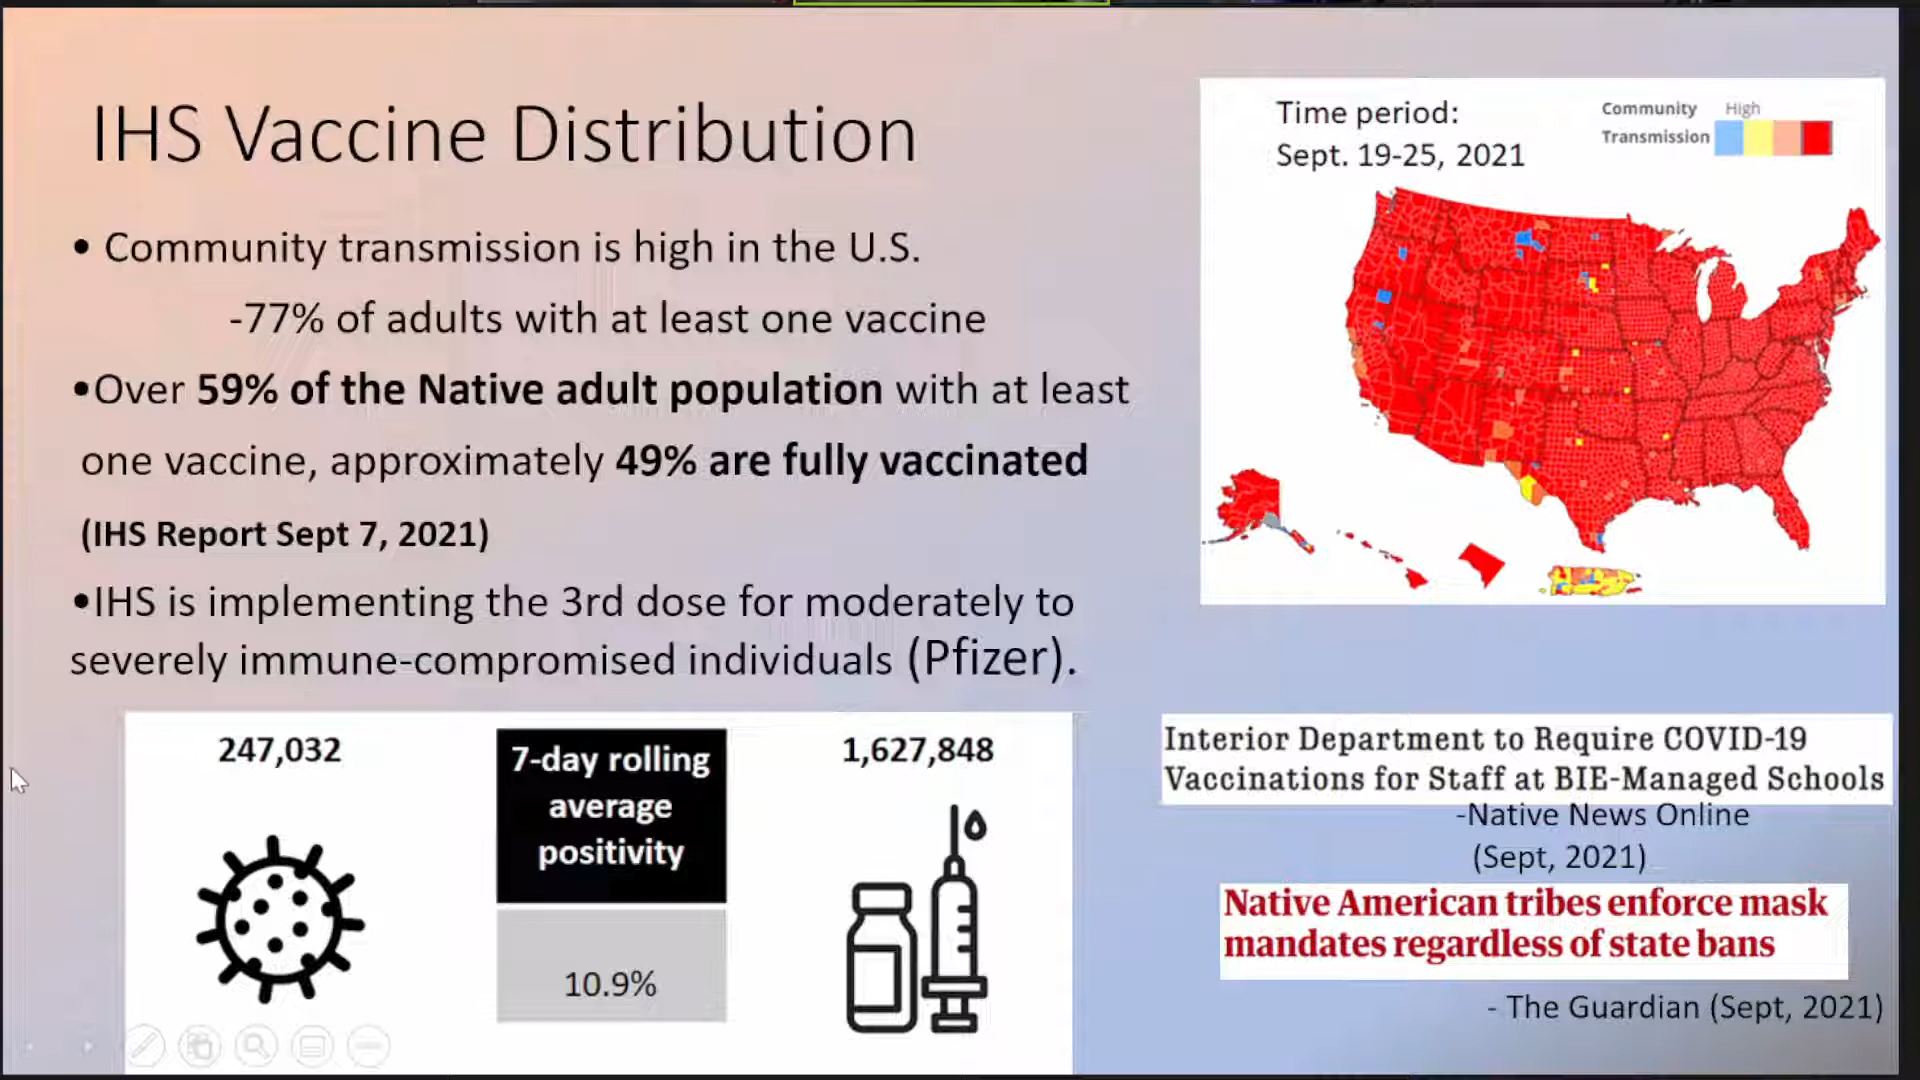 IHS Vaccine Distribution
• Community transmission is high in the U.S.
-77% of adults with at least one vaccine
•Over 59% of the Native adult population with at least
one vaccine, approximately 49% are fully vaccinated
(IHS Report Sept 7, 2021)
•IHS is implementing the 3rd dose for moderately to
severely immune-compromised individuals (Pfizer).
247,032
7-day rolling
average
positivity
10.9%
1,627,848
Time period:
Sept. 19-25, 2021
Community High
Transmission
Interior Department to Require COVID-19
Vaccinations for Staff at BIE-Managed Schools
-Native News Online
(Sept, 2021)
Native American tribes enforce mask
mandates regardless of state bans
- The Guardian (Sept, 2021)